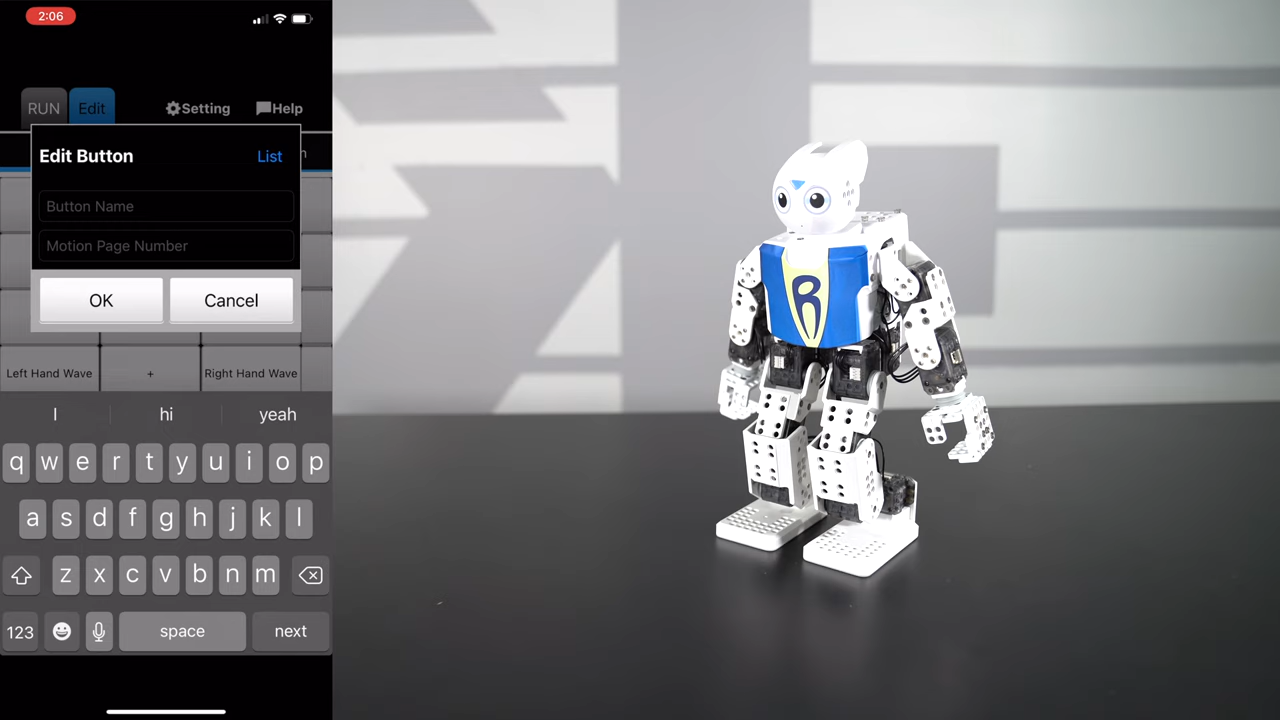 2:06
RUN Edit Setting Help
Edit Button List
Button Name
Motion Page Number
OK Cancel
Left Hand Wave + Right Hand Wave
I hi yeah
q w e r t y u i o p
a s d f g h j k l
z x c v b n m
123 space next
R